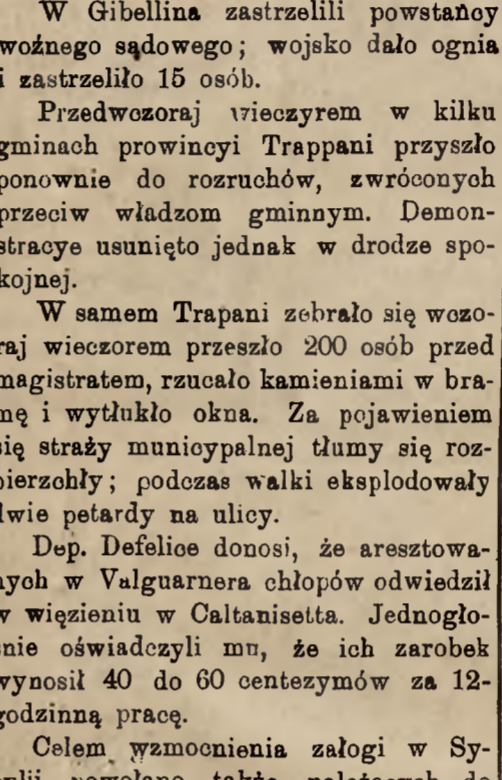 W Gibellina zastrzelili powstańcy
woźnego sądowego; wojsko dało ognia
i zastrzeliło 15 osób.
Przedwczoraj wieczyrem w kilku
gminach prowincyi Trappani przyszło
ponownie do rozruchów, zwróconych
przeciw władzom gminnym. Demon-
stracye usunięto jednak w drodze spo-
kojnej.
W samem Trapani zebrało się wczo-
raj wieczorem przeszło 200 osób przed
magistratem, rzucało kamieniami w bra-
mę i wytłukło okna. Za pojawieniem
się straży municypalnej tłumy się roz-
pierzchły; podczas walki eksplodowały
dwie petardy na ulicy.
Dep. Defelice donosi, że aresztowa-
nych w Valguarnera chłopów odwiedził
w więzieniu w Caltanisetta. Jednogło-
śnie oświadczyli mu, że ich zarobek
wynosił 40 do 60 centezymów za 12-
godzinną pracę.
Celem wzmocnienia załogi w Sy-
powołano także należących do